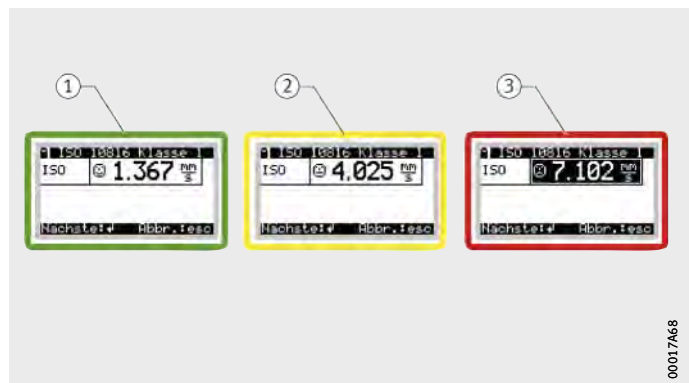 1
2
3
ISO 10816 Klasse 1
ISO 1.367 mm/s
Nächste:↲ Abbr.:esc
ISO 10816 Klasse 1
ISO 4.025 mm/s
Nächste:↲ Abbr.:esc
ISO 10816 Klasse 1
ISO 7.102 mm/s
Nächste:↲ Abbr.:esc
00017A68